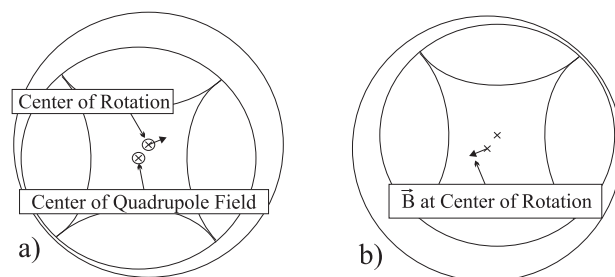 Center of Rotation
Center of Quadrupole Field
a)
B at Center of Rotation
b)